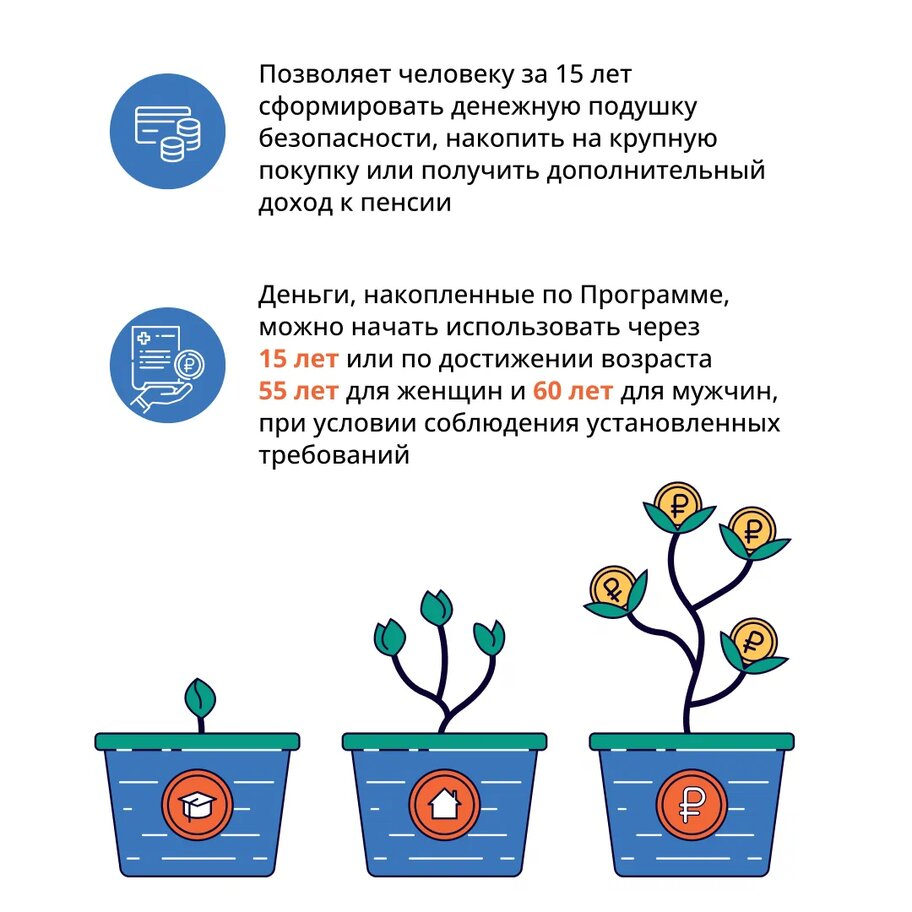 Позволяет человеку за 15 лет
сформировать денежную подушку
безопасности, накопить на крупную
покупку или получить дополнительный
доход к пенсии
Деньги, накопленные по Программе,
можно начать использовать через
15 лет или по достижении возраста
55 лет для женщин и 60 лет для мужчин,
при условии соблюдения установленных
требований